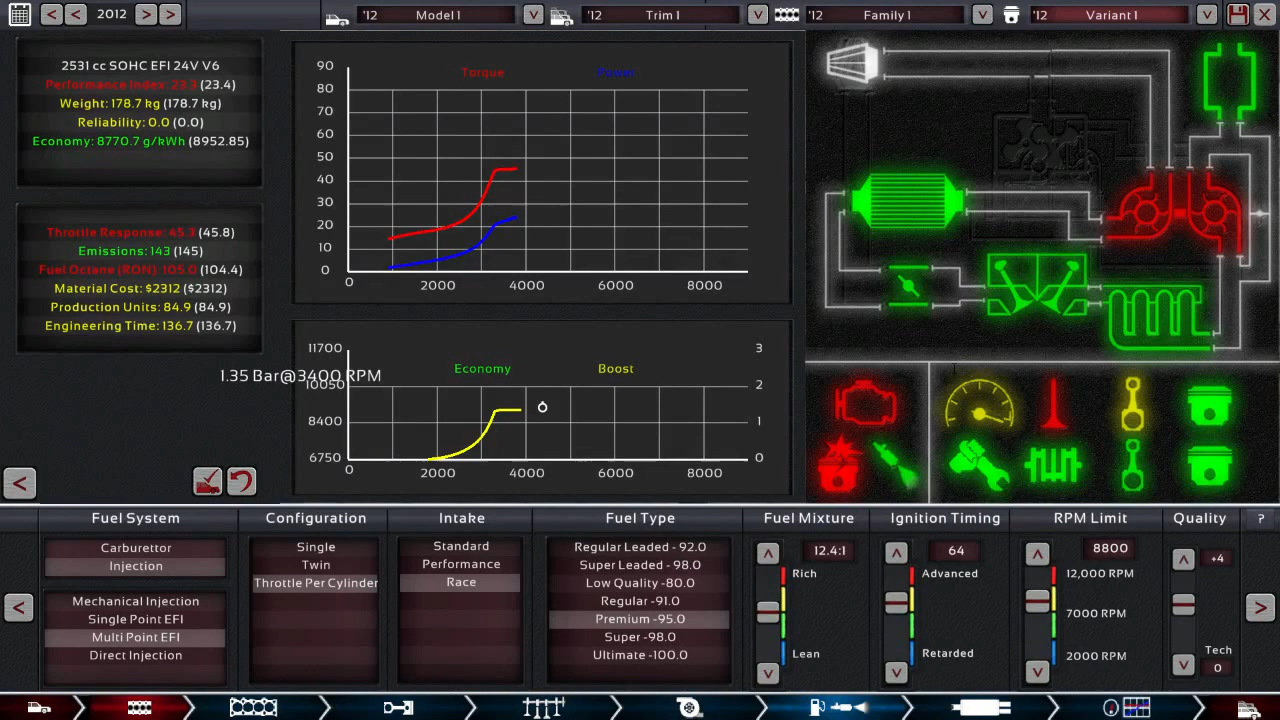 2012
'12 Model 1
'12 Trim 1
'12 Family 1
'12 Variant 1
2531 cc SOHC EFI 24V V6
Performance Index: 23.3 (23.4)
Weight: 178.7 kg (178.7 kg)
Reliability: 0.0 (0.0)
Economy: 8770.7 g/kWh (8952.85)
Throttle Response: 45.3 (45.8)
Emissions: 143 (145)
Fuel Octane (RON): 105.0 (104.4)
Material Cost: $2312 ($2312)
Production Units: 84.9 (84.9)
Engineering Time: 136.7 (136.7)
1.35 Bar@3400 RPM
Torque Power
90
80
70
60
50
40
30
20
10
0
0 2000 4000 6000 8000
Economy Boost
11700 3
10050 2
8400 1
6750 0
0 2000 4000 6000 8000
Fuel System
Carburettor
Injection
Mechanical Injection
Single Point EFI
Multi Point EFI
Direct Injection
Configuration
Single
Twin
Throttle Per Cylinder
Intake
Standard
Performance
Race
Fuel Type
Regular Leaded - 92.0
Super Leaded - 98.0
Low Quality -80.0
Regular -91.0
Premium -95.0
Super -98.0
Ultimate -100.0
Fuel Mixture
12.4:1
Rich
Lean
Ignition Timing
64
Advanced
Retarded
RPM Limit
8800
12,000 RPM
7000 RPM
2000 RPM
Quality
+4
Tech
0
?